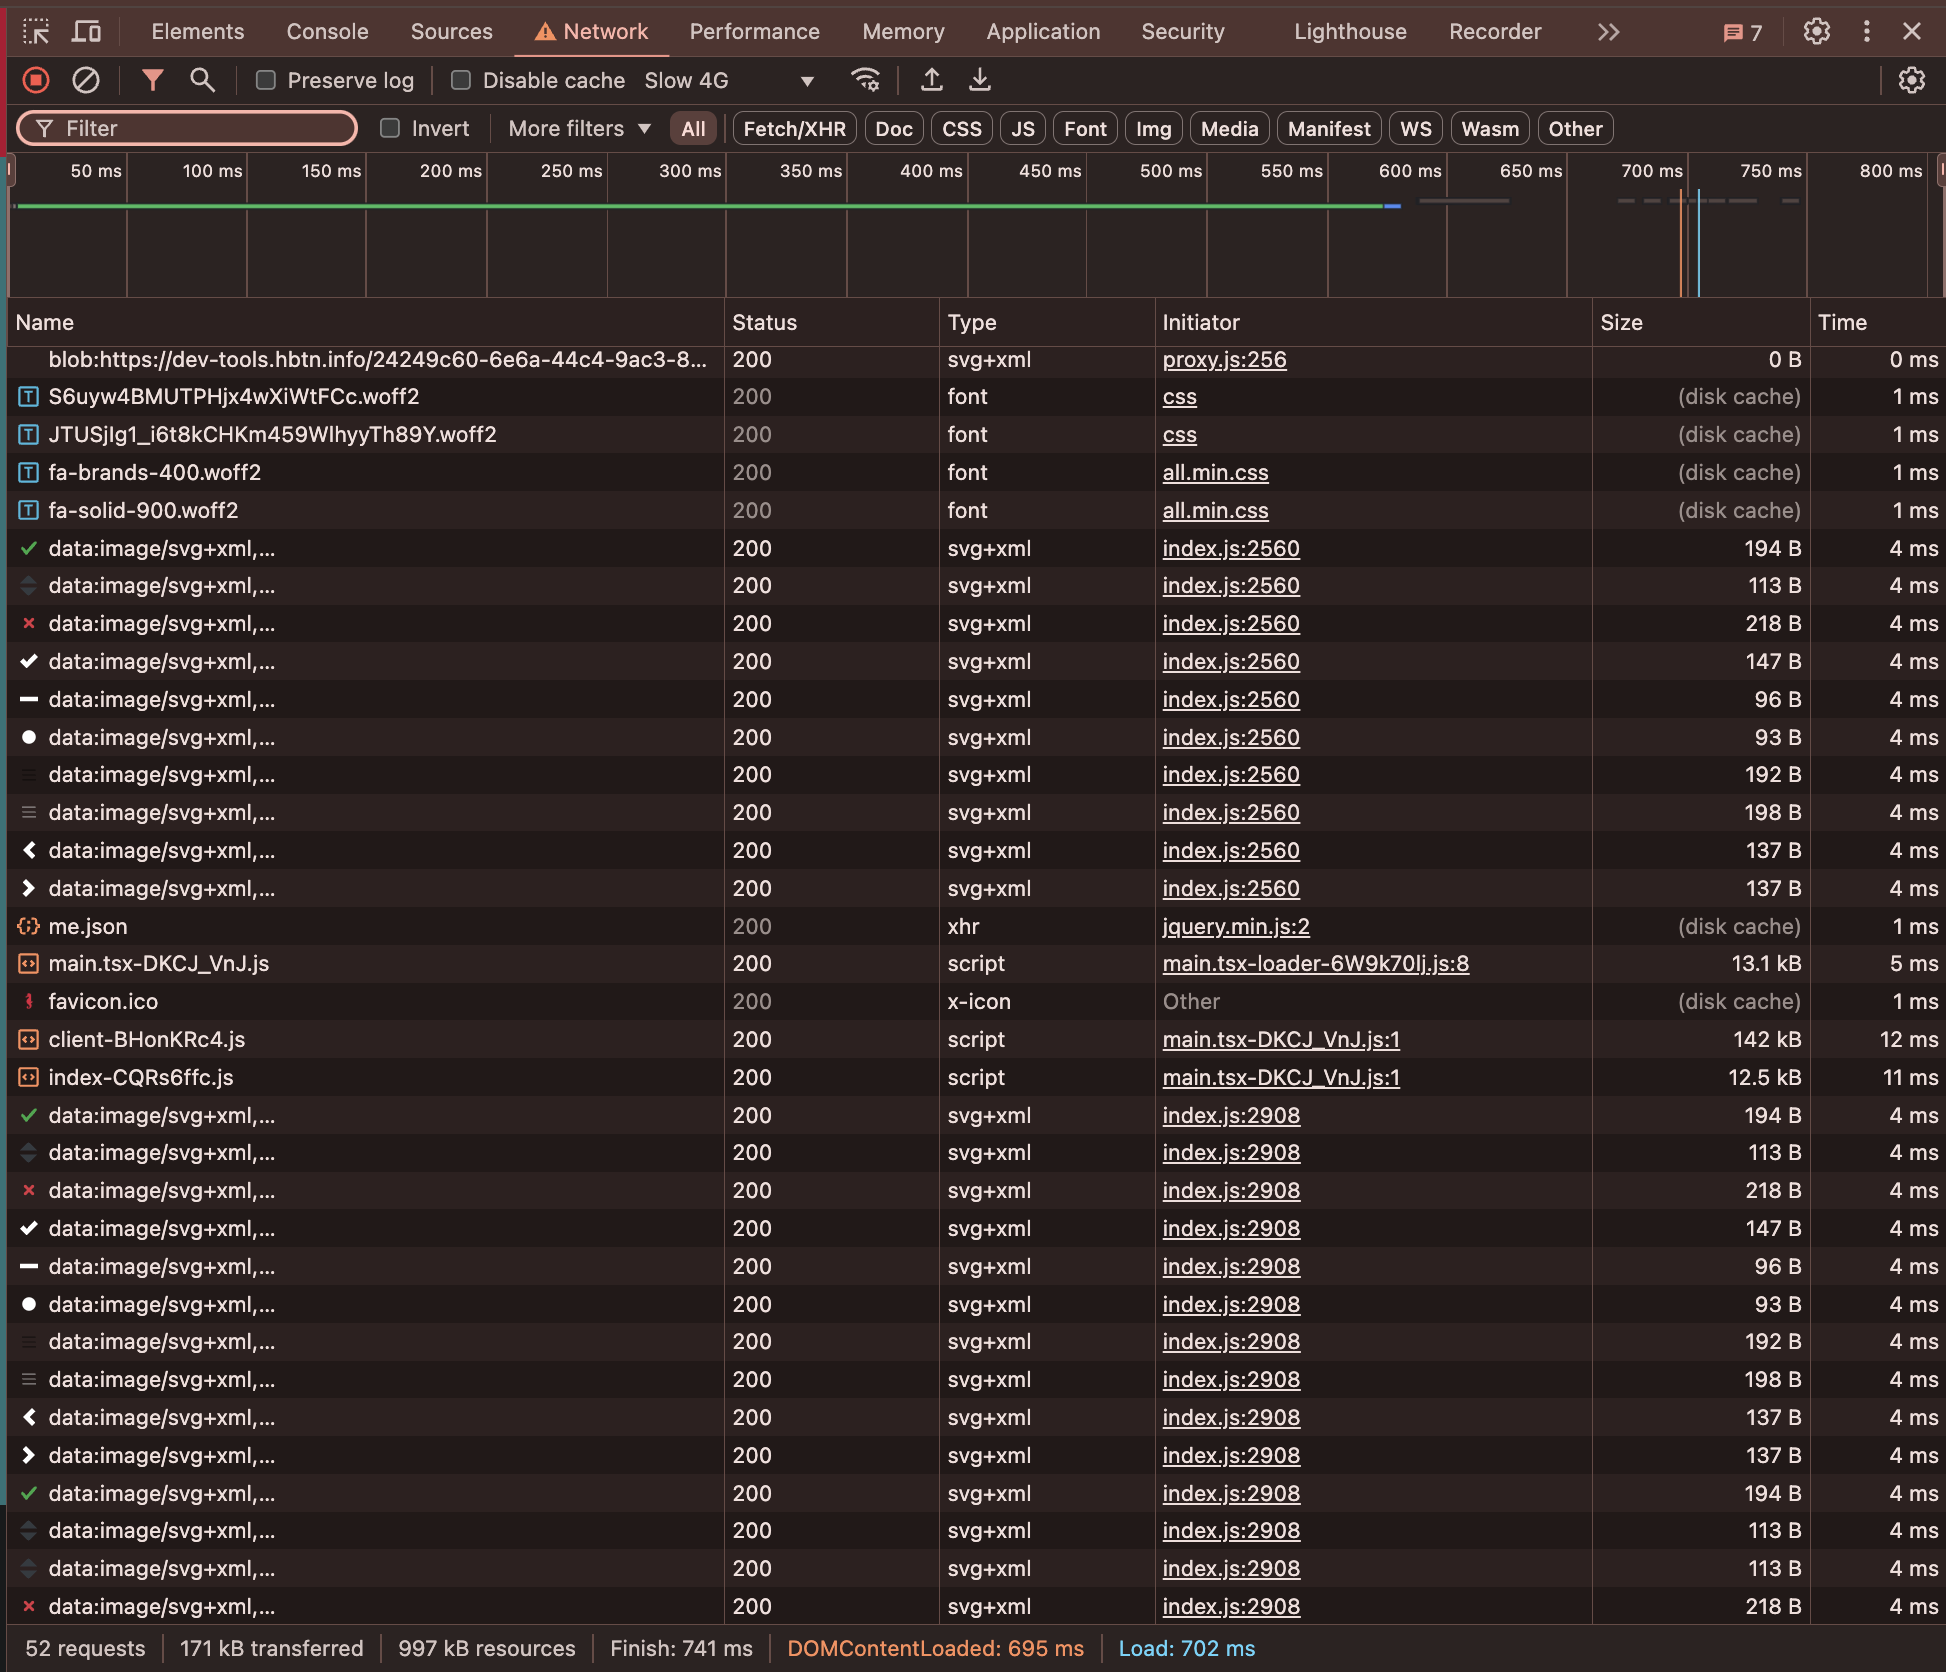 Elements Console Sources Network Performance Memory Application Security Lighthouse Recorder 7
Preserve log Disable cache Slow 4G
Filter Invert More filters All Fetch/XHR Doc CSS JS Font Img Media Manifest WS Wasm Other
50 ms 100 ms 150 ms 200 ms 250 ms 300 ms 350 ms 400 ms 450 ms 500 ms 550 ms 600 ms 650 ms 700 ms 750 ms 800 ms
Name Status Type Initiator Size Time
blob:https://dev-tools.hbtn.info/24249c60-6e6a-44c4-9ac3-8... 200 svg+xml proxy.js:256 0 B 0 ms
S6uyw4BMUTPHjx4wXiWtFCc.woff2 200 font css (disk cache) 1 ms
JTUSjIg1_i6t8kCHKm459WlhyyTh89Y.woff2 200 font css (disk cache) 1 ms
fa-brands-400.woff2 200 font all.min.css (disk cache) 1 ms
fa-solid-900.woff2 200 font all.min.css (disk cache) 1 ms
data:image/svg+xml,... 200 svg+xml index.js:2560 194 B 4 ms
data:image/svg+xml,... 200 svg+xml index.js:2560 113 B 4 ms
data:image/svg+xml,... 200 svg+xml index.js:2560 218 B 4 ms
data:image/svg+xml,... 200 svg+xml index.js:2560 147 B 4 ms
data:image/svg+xml,... 200 svg+xml index.js:2560 96 B 4 ms
data:image/svg+xml,... 200 svg+xml index.js:2560 93 B 4 ms
data:image/svg+xml,... 200 svg+xml index.js:2560 192 B 4 ms
data:image/svg+xml,... 200 svg+xml index.js:2560 198 B 4 ms
data:image/svg+xml,... 200 svg+xml index.js:2560 137 B 4 ms
data:image/svg+xml,... 200 svg+xml index.js:2560 137 B 4 ms
me.json 200 xhr jquery.min.js:2 (disk cache) 1 ms
main.tsx-DKCJ_VnJ.js 200 script main.tsx-loader-6W9k70lj.js:8 13.1 kB 5 ms
favicon.ico 200 x-icon Other (disk cache) 1 ms
client-BHonKRc4.js 200 script main.tsx-DKCJ_VnJ.js:1 142 kB 12 ms
index-CQRs6ffc.js 200 script main.tsx-DKCJ_VnJ.js:1 12.5 kB 11 ms
data:image/svg+xml,... 200 svg+xml index.js:2908 194 B 4 ms
data:image/svg+xml,... 200 svg+xml index.js:2908 113 B 4 ms
data:image/svg+xml,... 200 svg+xml index.js:2908 218 B 4 ms
data:image/svg+xml,... 200 svg+xml index.js:2908 147 B 4 ms
data:image/svg+xml,... 200 svg+xml index.js:2908 96 B 4 ms
data:image/svg+xml,... 200 svg+xml index.js:2908 93 B 4 ms
data:image/svg+xml,... 200 svg+xml index.js:2908 192 B 4 ms
data:image/svg+xml,... 200 svg+xml index.js:2908 198 B 4 ms
data:image/svg+xml,... 200 svg+xml index.js:2908 137 B 4 ms
data:image/svg+xml,... 200 svg+xml index.js:2908 137 B 4 ms
data:image/svg+xml,... 200 svg+xml index.js:2908 194 B 4 ms
data:image/svg+xml,... 200 svg+xml index.js:2908 113 B 4 ms
data:image/svg+xml,... 200 svg+xml index.js:2908 113 B 4 ms
data:image/svg+xml,... 200 svg+xml index.js:2908 218 B 4 ms
52 requests 171 kB transferred 997 kB resources Finish: 741 ms DOMContentLoaded: 695 ms Load: 702 ms